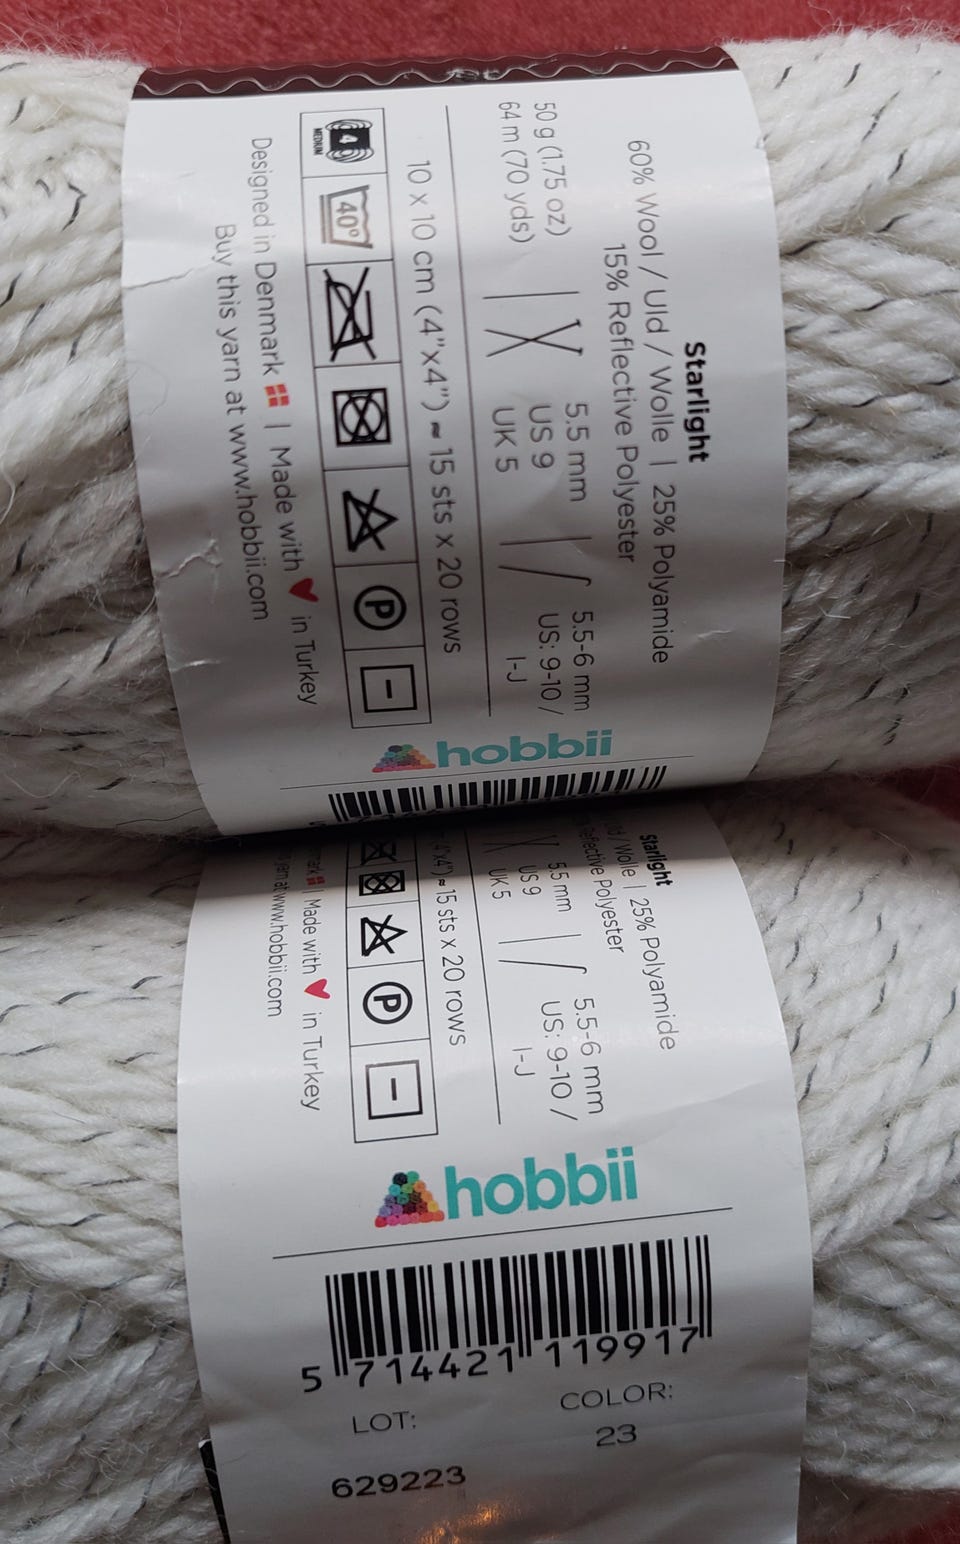 Starlight
60% Wool / Uld / Wolle | 25% Polyamide
15% Reflective Polyester
50 g (1.75 oz)
64 m (70 yds)
5.5 mm
US 9
UK 5
5.5-6 mm
US: 9-10 /
I-J
10 x 10 cm (4"x4") ≈ 15 sts x 20 rows
4
MEDIUM
40°
P
Designed in Denmark | Made with ♥ in Turkey
Buy this yarn at www.hobbii.com
hobbii
Starlight
/ Wolle | 25% Polyamide
Reflective Polyester
5.5 mm
US 9
UK 5
5.5-6 mm
US: 9-10 /
I-J
4"x4") ≈ 15 sts x 20 rows
P
| Made with ♥ in Turkey
www.hobbii.com
hobbii
5 714421 119917
LOT:
629223
COLOR:
23